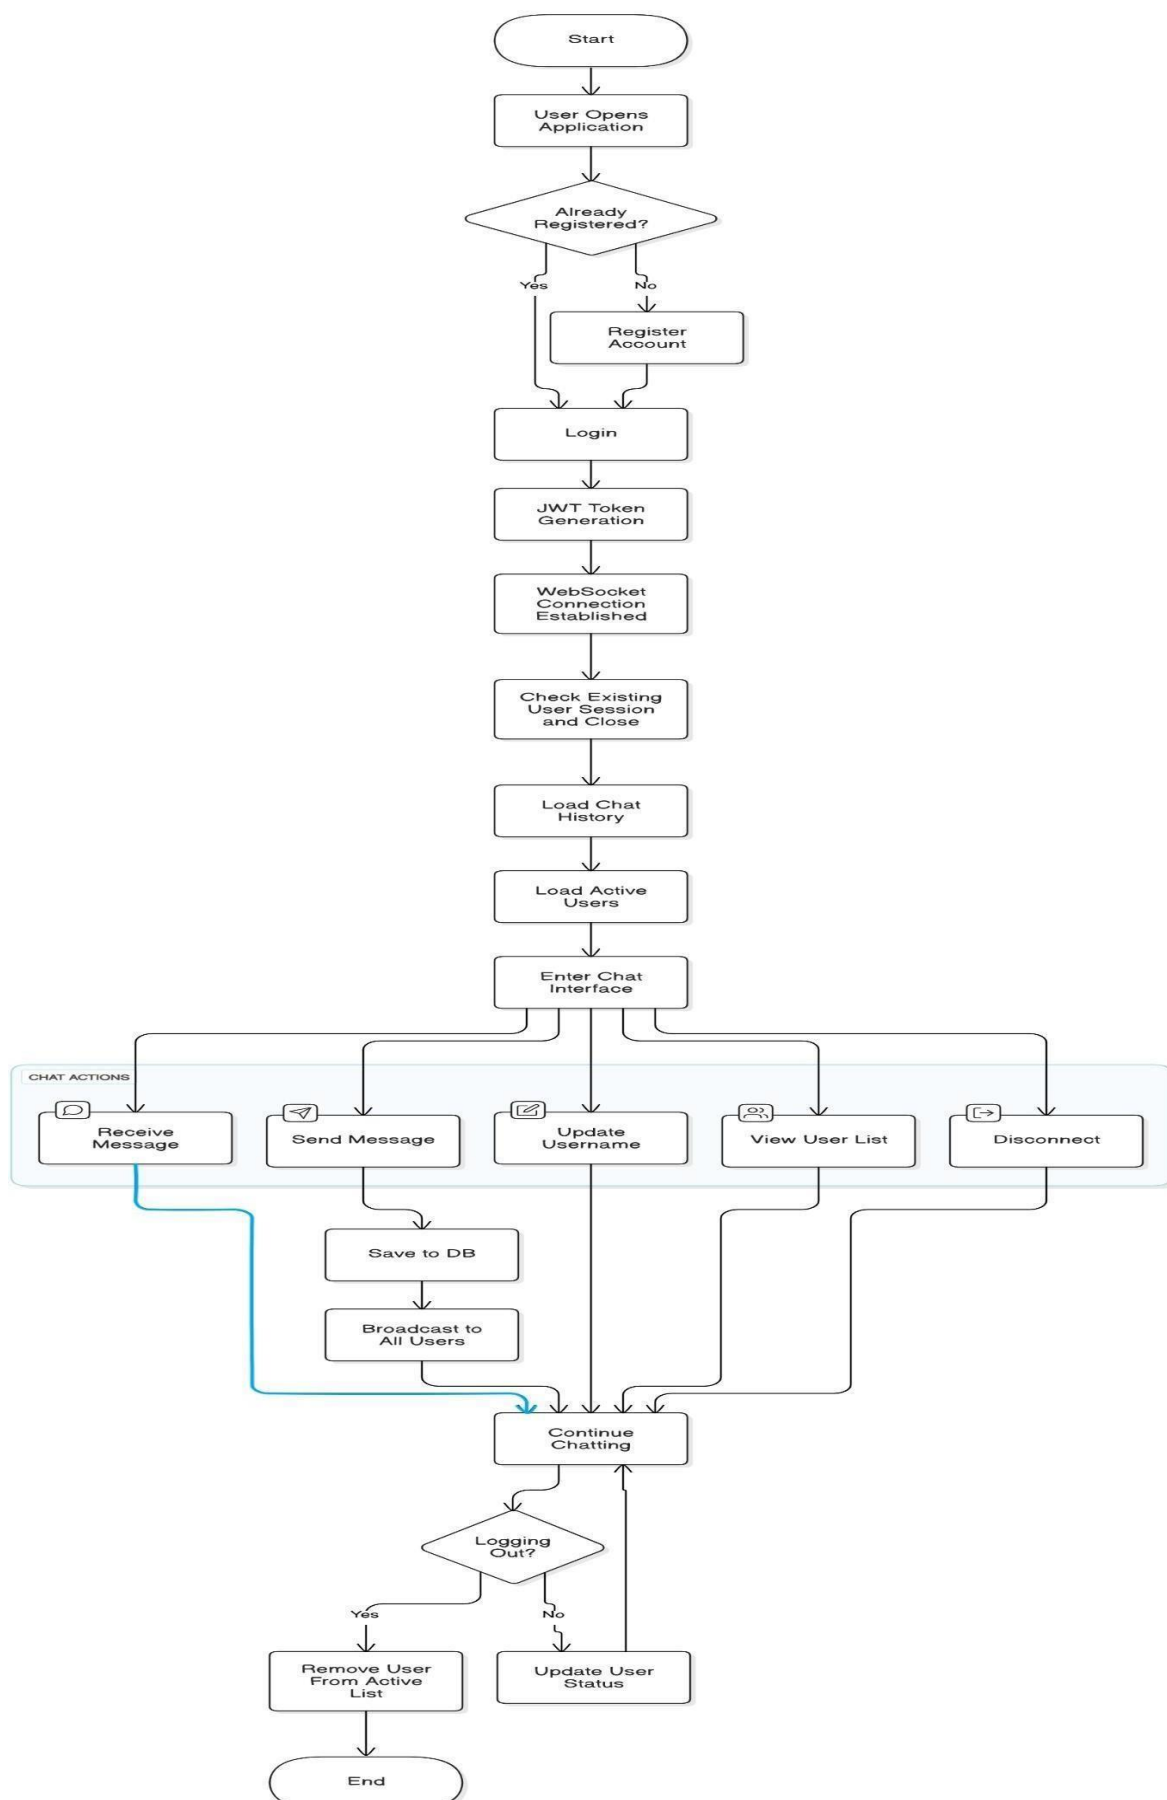 Start
User Opens
Application
Already
Registered?
Yes
No
Register
Account
Login
JWT Token
Generation
WebSocket
Connection
Established
Check Existing
User Session
and Close
Load Chat
History
Load Active
Users
Enter Chat
Interface
CHAT ACTIONS
Receive
Message
Send Message
Update
Username
View User List
Disconnect
Save to DB
Broadcast to
All Users
Continue
Chatting
Logging
Out?
Yes
No
Remove User
From Active
List
Update User
Status
End